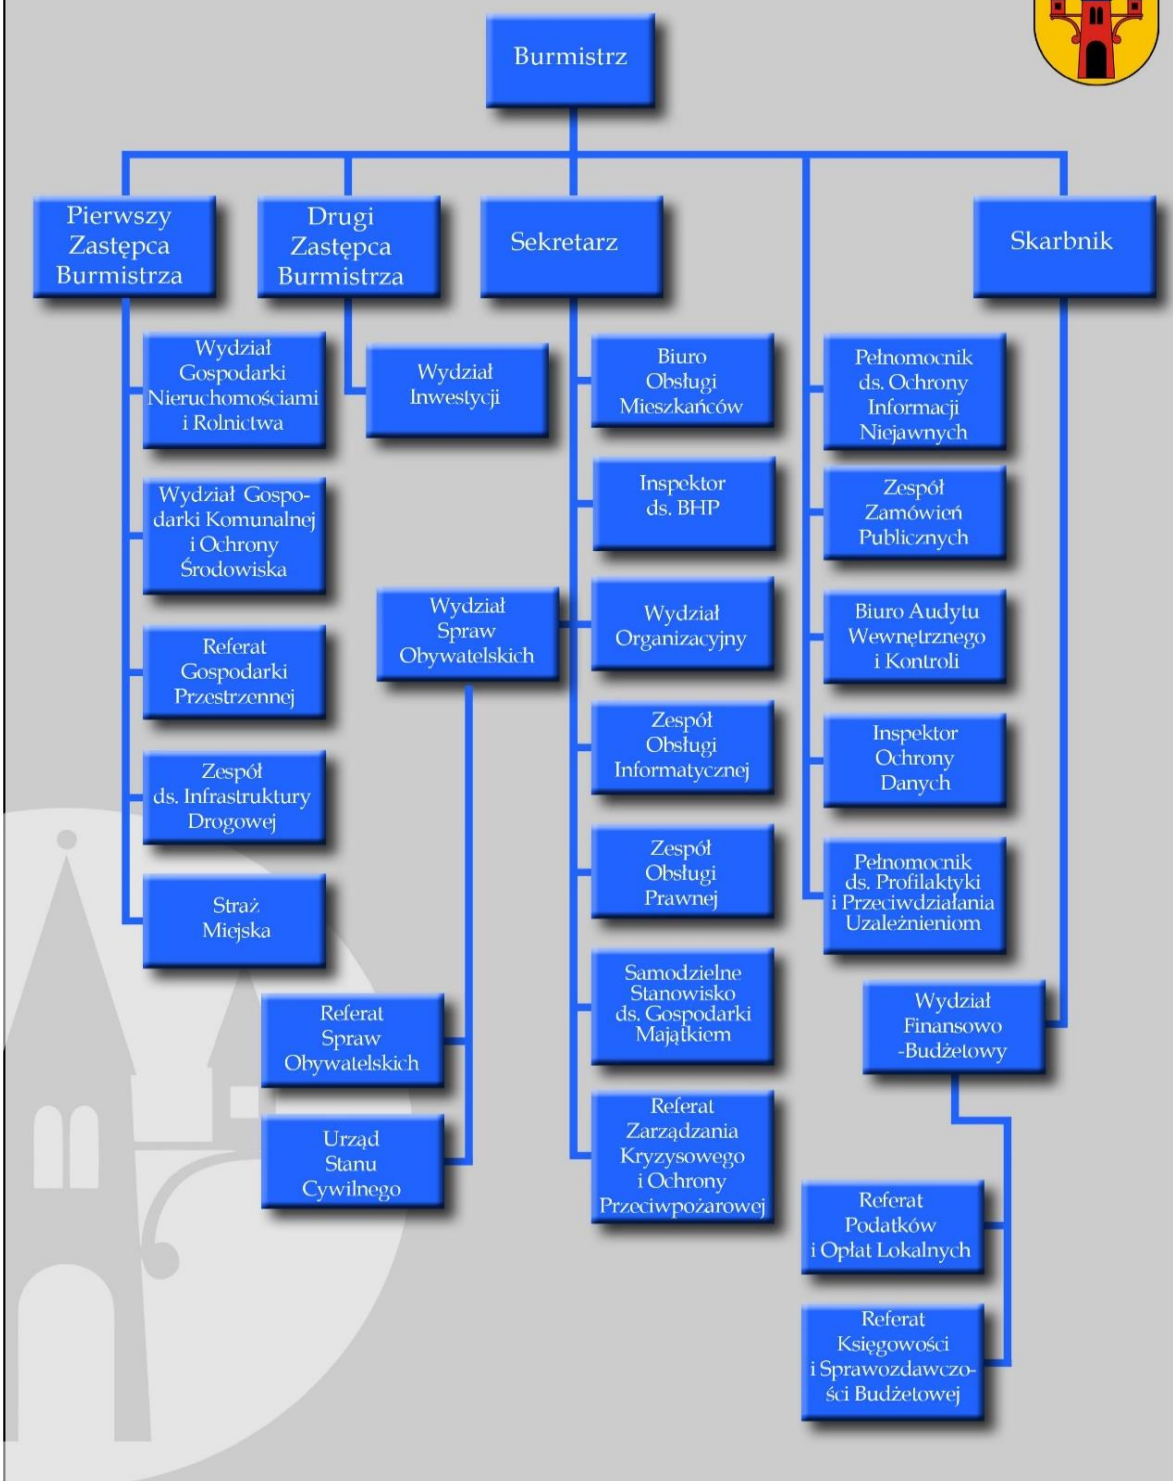 Burmistrz
Pierwszy
Zastępca
Burmistrza
Drugi
Zastępca
Burmistrza
Sekretarz
Skarbnik
Wydział
Gospodarki
Nieruchomościami
i Rolnictwa
Wydział Gospo-
darki Komunalnej
i Ochrony
Środowiska
Referat
Gospodarki
Przestrzennej
Zespół
ds. Infrastruktury
Drogowej
Straż
Miejska
Wydział
Inwestycji
Wydział
Spraw
Obywatelskich
Referat
Spraw
Obywatelskich
Urząd
Stanu
Cywilnego
Biuro
Obsługi
Mieszkańców
Inspektor
ds. BHP
Wydział
Organizacyjny
Zespół
Obsługi
Informatycznej
Zespół
Obsługi
Prawnej
Samodzielne
Stanowisko
ds. Gospodarki
Majątkiem
Referat
Zarządzania
Kryzysowego
i Ochrony
Przeciwpożarowej
Pełnomocnik
ds. Ochrony
Informacji
Niejawnych
Zespół
Zamówień
Publicznych
Biuro Audytu
Wewnętrznego
i Kontroli
Inspektor
Ochrony
Danych
Pełnomocnik
ds. Profilaktyki
i Przeciwdziałania
Uzależnieniom
Wydział
Finansowo
-Budżetowy
Referat
Podatków
i Opłat Lokalnych
Referat
Księgowości
i Sprawozdawczo-
ści Budżetowej